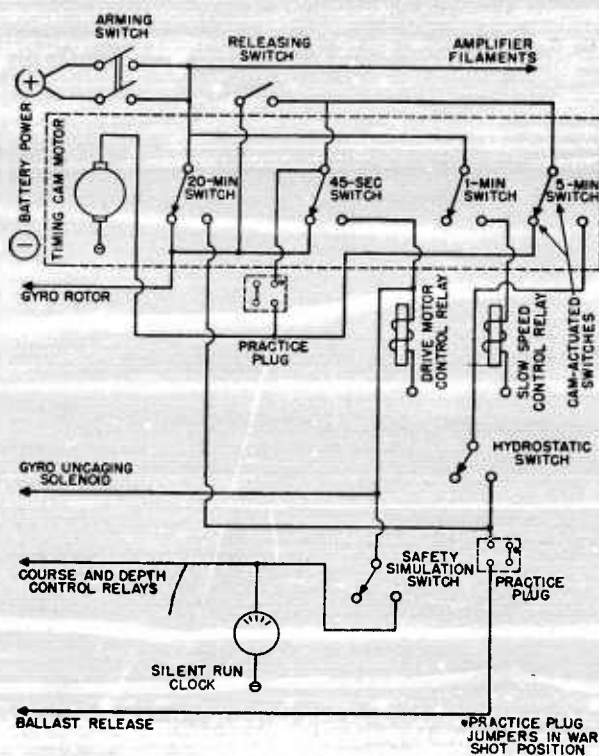 ARMING
SWITCH
RELEASING
SWITCH
AMPLIFIER
FILAMENTS
BATTERY POWER
TIMING CAM MOTOR
20-MIN
SWITCH
45-SEC
SWITCH
1-MIN
SWITCH
5-MIN
SWITCH
GYRO ROTOR
PRACTICE
PLUG
DRIVE MOTOR
CONTROL RELAY
SLOW SPEED
CONTROL RELAY
CAM-ACTUATED
SWITCHES
HYDROSTATIC
SWITCH
GYRO UNCAGING
SOLENOID
COURSE AND DEPTH
CONTROL RELAYS
SAFETY
SIMULATION
SWITCH
PRACTICE
PLUG
SILENT RUN
CLOCK
BALLAST RELEASE
*PRACTICE PLUG
JUMPERS IN WAR
SHOT POSITION